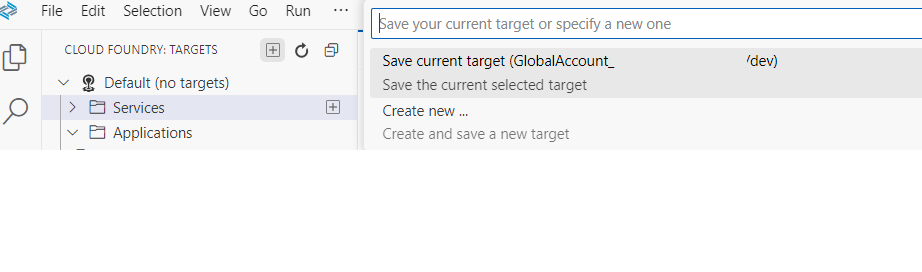 File Edit Selection View Go Run ...
Save your current target or specify a new one
CLOUD FOUNDRY: TARGETS
Save current target (GlobalAccount_ /dev)
Save the current selected target
Default (no targets)
Services
Create new ...
Applications
Create and save a new target